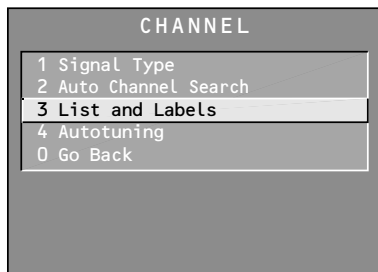 CHANNEL
1 Signal Type
2 Auto Channel Search
3 List and Labels
4 Autotuning
0 Go Back